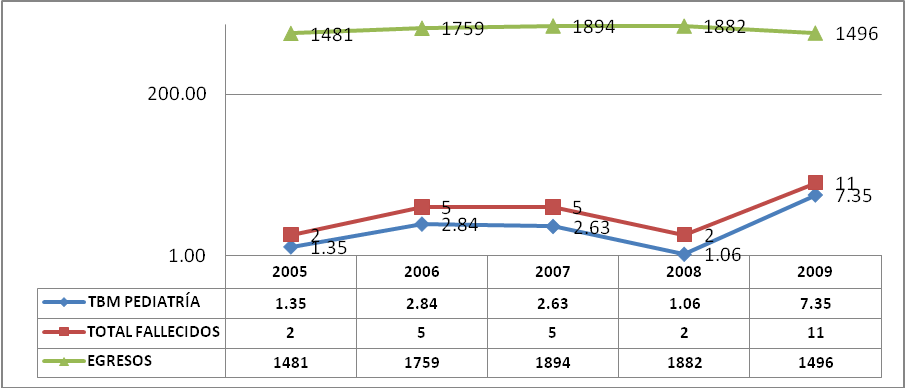 1481 1759 1894 1882 1496
200.00
11
5 5 7.35
2 2.84 2.63 2
1.35 1.06
1.00
2005 2006 2007 2008 2009
TBM PEDIATRÍA 1.35 2.84 2.63 1.06 7.35
TOTAL FALLECIDOS 2 5 5 2 11
EGRESOS 1481 1759 1894 1882 1496